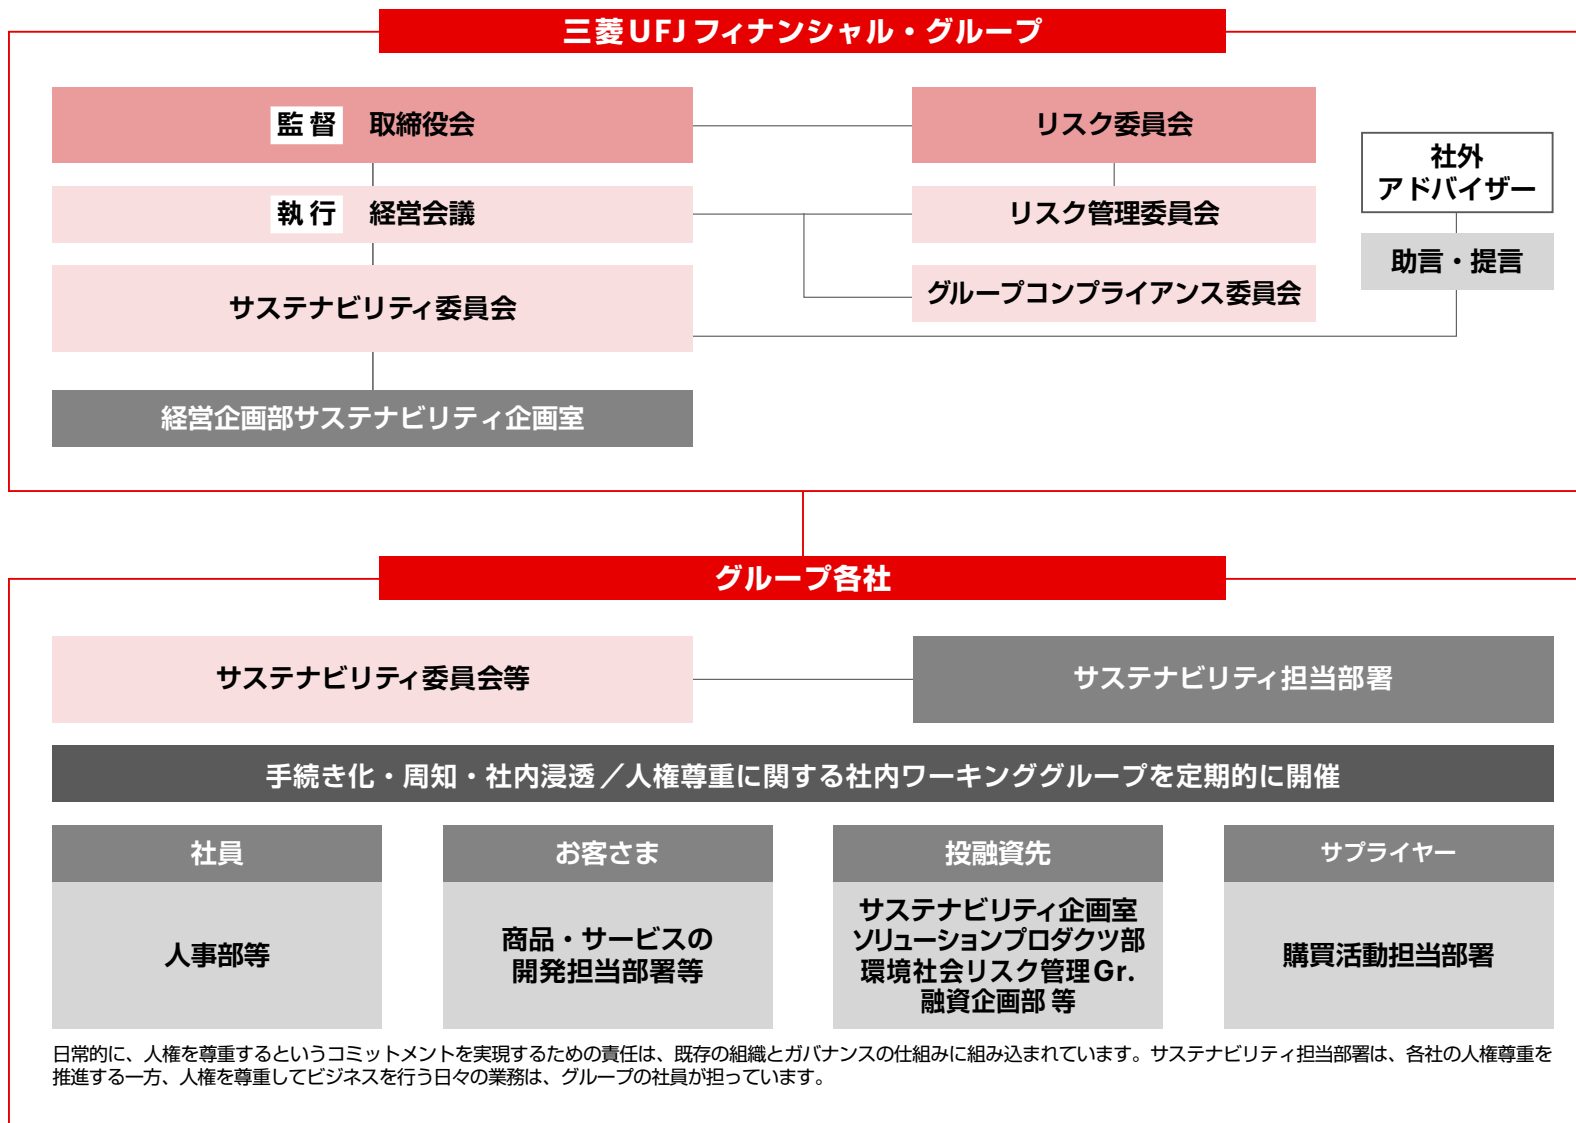 三菱UFJフィナンシャル・グループ
監督 取締役会
リスク委員会
社外
アドバイザー
執行 経営会議
リスク管理委員会
助言・提言
サステナビリティ委員会
グループコンプライアンス委員会
経営企画部サステナビリティ企画室
グループ各社
サステナビリティ委員会等
サステナビリティ担当部署
手続き化・周知・社内浸透／人権尊重に関する社内ワーキンググループを定期的に開催
社員
人事部等
お客さま
商品・サービスの
開発担当部署等
投融資先
サステナビリティ企画室
ソリューションプロダクツ部
環境社会リスク管理Gr.
融資企画部 等
サプライヤー
購買活動担当部署
日常的に、人権を尊重するというコミットメントを実現するための責任は、既存の組織とガバナンスの仕組みに組み込まれています。サステナビリティ担当部署は、各社の人権尊重を
推進する一方、人権を尊重してビジネスを行う日々の業務は、グループの社員が担っています。